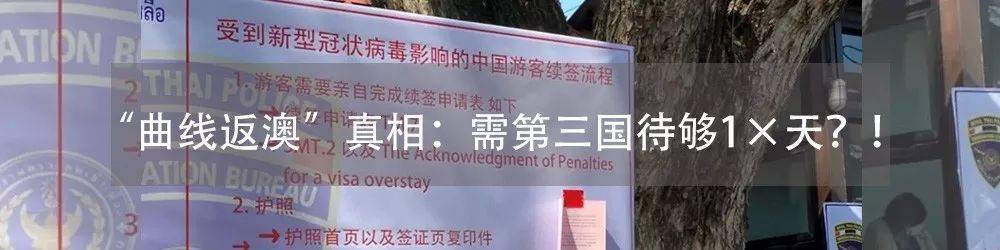 受到新型冠状病毒影响的中国游客续签流程
1. 游客需要亲自完成续签申请表 如下
“曲线返澳”真相：需第三国待够1×天？！
MT.2 以及 The Acknowledgment of Penalties
for a visa overstay
2. 护照
→护照首页以及签证页复印件
ATION BUREAU
THAI POLICE
ATION BUREAU
2
3